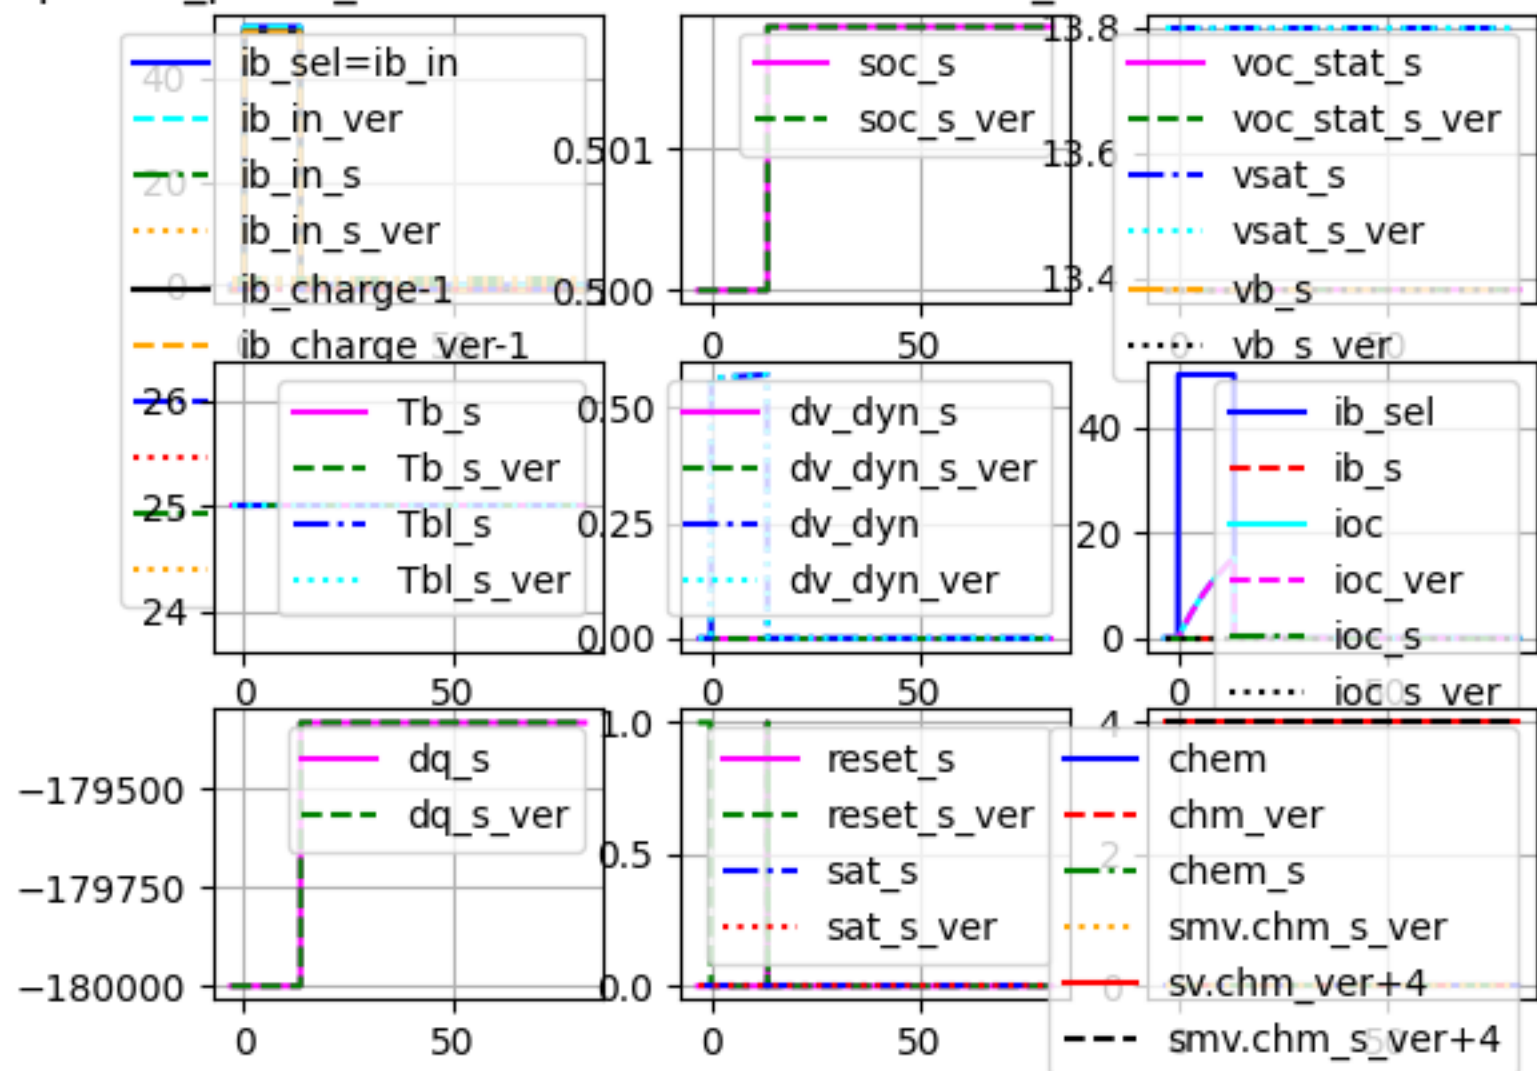 40
20
0
ib_sel=ib_in
ib_in_ver
ib_in_s
ib_in_s_ver
ib_charge-1
ib_charge_ver-1
0.501
0.500
soc_s
soc_s_ver
0
50
13.8
13.6
13.4
voc_stat_s
voc_stat_s_ver
vsat_s
vsat_s_ver
vb_s
vb_s_ver
0
50
26
25
24
Tb_s
Tb_s_ver
Tbl_s
Tbl_s_ver
0
50
0.50
0.25
0.00
dv_dyn_s
dv_dyn_s_ver
dv_dyn
dv_dyn_ver
0
50
40
20
0
ib_sel
ib_s
ioc
ioc_ver
ioc_s
ioc_s_ver
0
50
−179500
−179750
−180000
dq_s
dq_s_ver
0
50
1.0
0.5
0.0
reset_s
reset_s_ver
sat_s
sat_s_ver
0
50
4
2
0
chem
chm_ver
chem_s
smv.chm_s_ver
sv.chm_ver+4
smv.chm_s_ver+4
50